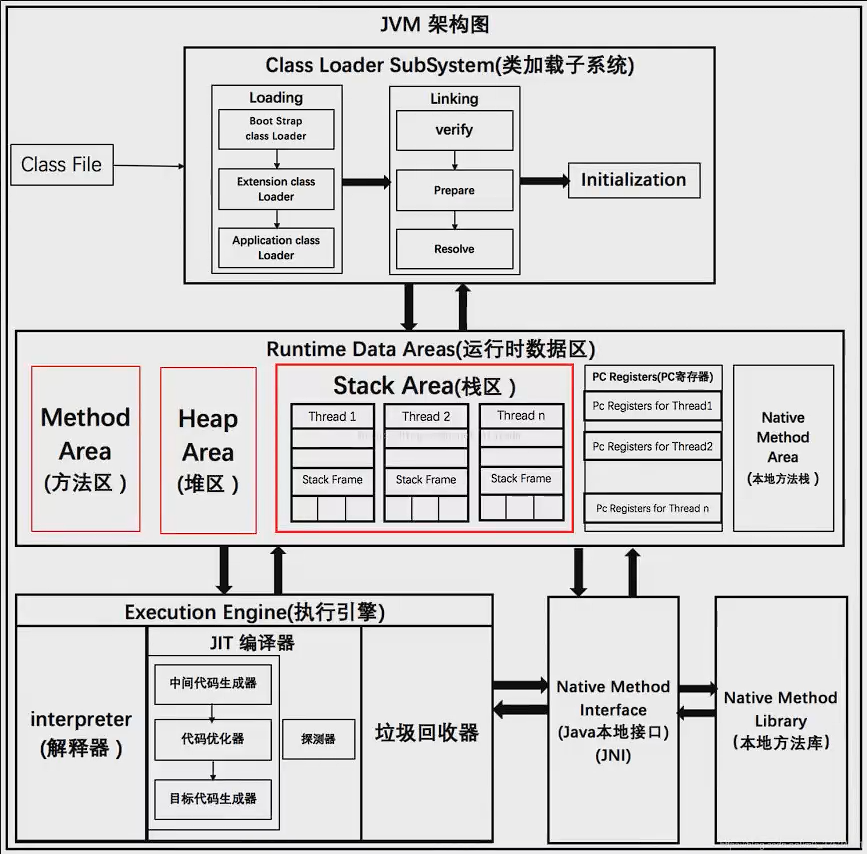 JVM 架构图
Class Loader SubSystem(类加载子系统)
Class File
Loading
Boot Strap
class Loader
Extension class
Loader
Application class
Loader
Linking
verify
Prepare
Resolve
Initialization
Runtime Data Areas(运行时数据区)
Method
Area
(方法区 )
Heap
Area
(堆区 )
Stack Area(栈区 )
Thread 1
Stack Frame
Thread 2
Stack Frame
Thread n
Stack Frame
PC Registers(PC寄存器)
Pc Registers for Thread1
Pc Registers for Thread2
Pc Registers for Thread n
Native
Method
Area
(本地方法栈 )
Execution Engine(执行引擎)
interpreter
(解释器 )
JIT 编译器
中间代码生成器
代码优化器
目标代码生成器
探测器
垃圾回收器
Native Method
Interface
(Java本地接口)
(JNI)
Native Method
Library
(本地方法库)